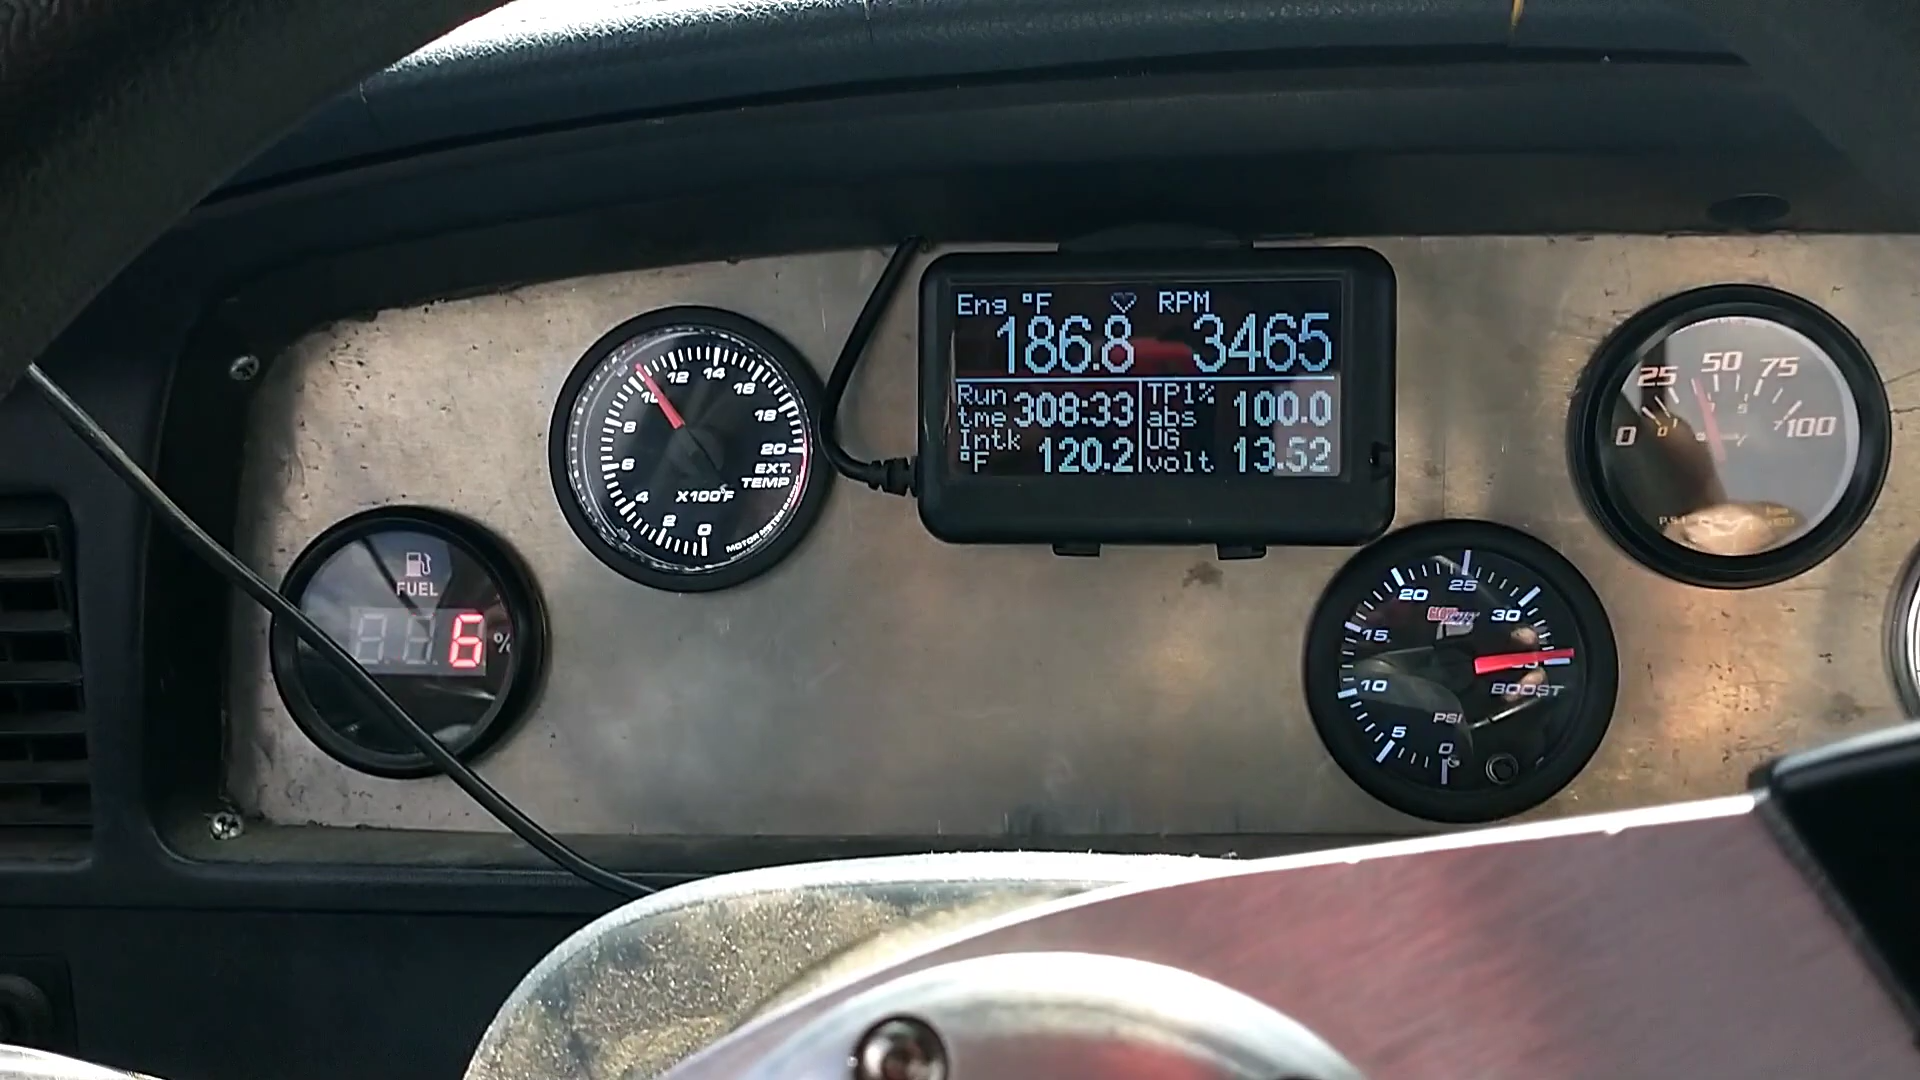 Eng °F RPM
186.8 3465
Run tme 308:33 TP1% abs 100.0
Intk °F 120.2 UG volt 13.52
12 14
10 16
8 18
6 20
EXT.
TEMP
4 X100°F
2 0
FUEL
6 %
25 50 75
0 100
P.S.I
25
20 30
15
10 BOOST
PSI
5 0